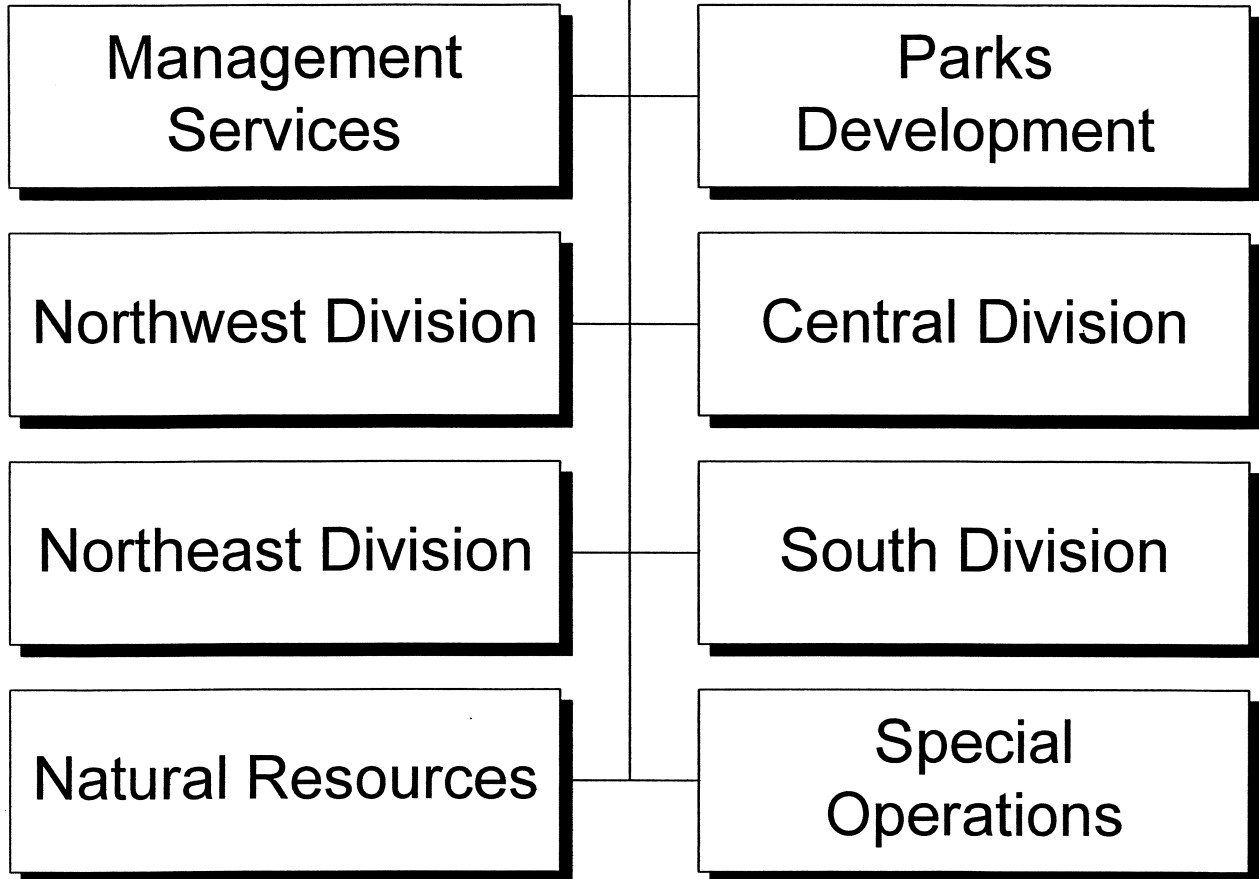 Management
Services
Parks
Development
Northwest Division
Central Division
Northeast Division
South Division
Natural Resources
Special
Operations